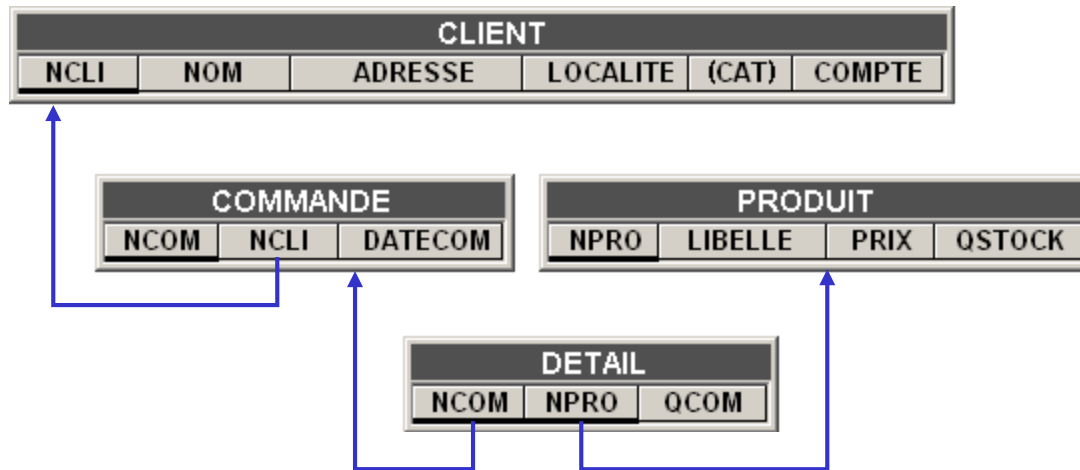 CLIENT
NCLI NOM ADRESSE LOCALITE (CAT) COMPTE
COMMANDE
NCOM NCLI DATECOM
PRODUIT
NPRO LIBELLE PRIX QSTOCK
DETAIL
NCOM NPRO QCOM